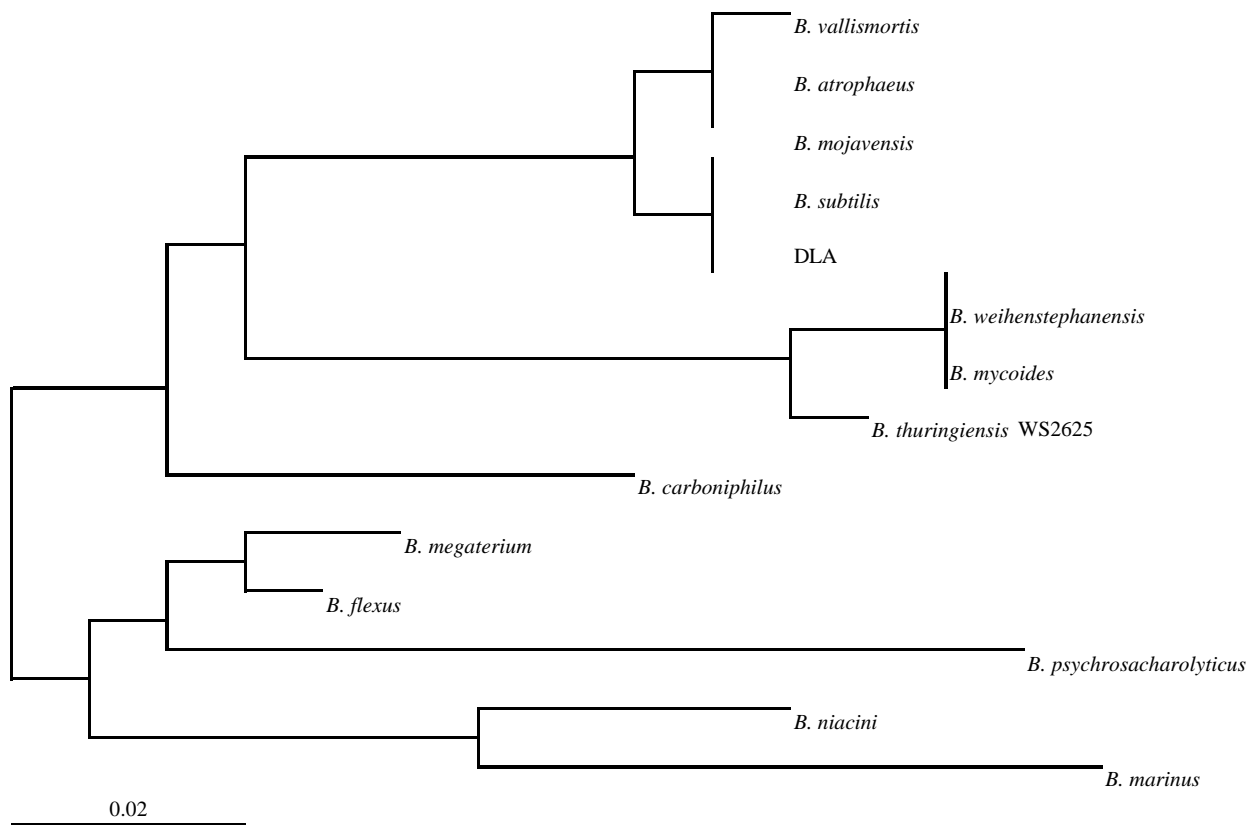 B. vallismortis
B. atrophaeus
B. mojavensis
B. subtilis
DLA
B. weihenstephanensis
B. mycoides
B. thuringiensis WS2625
B. carboniphilus
B. megaterium
B. flexus
B. psychrosacharolyticus
B. niacini
B. marinus
0.02